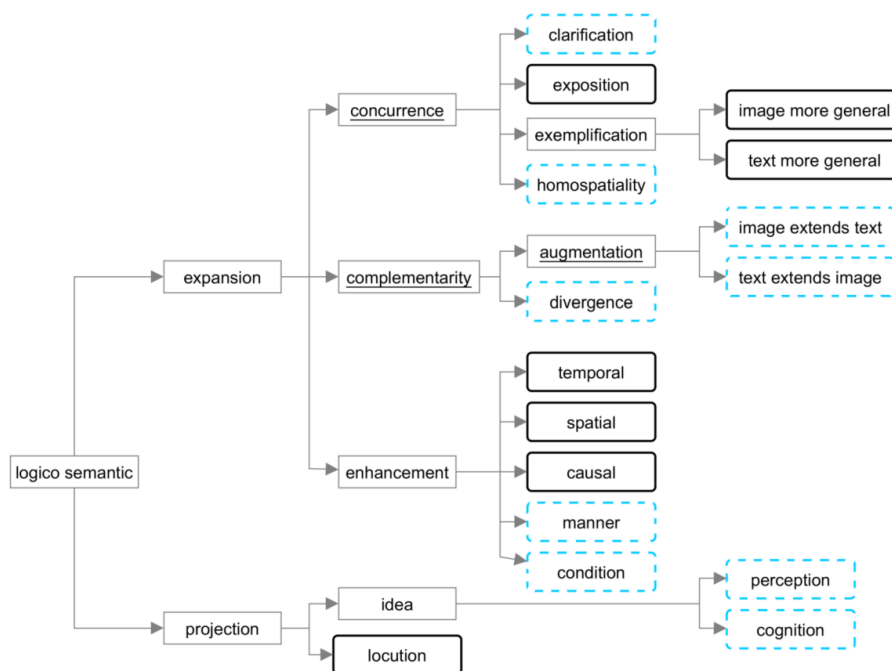 clarification
exposition
concurrence
image more general
exemplification
text more general
homospatiality
image extends text
augmentation
expansion
complementarity
text extends image
divergence
temporal
spatial
logico semantic
enhancement
causal
manner
condition
perception
idea
projection
cognition
locution